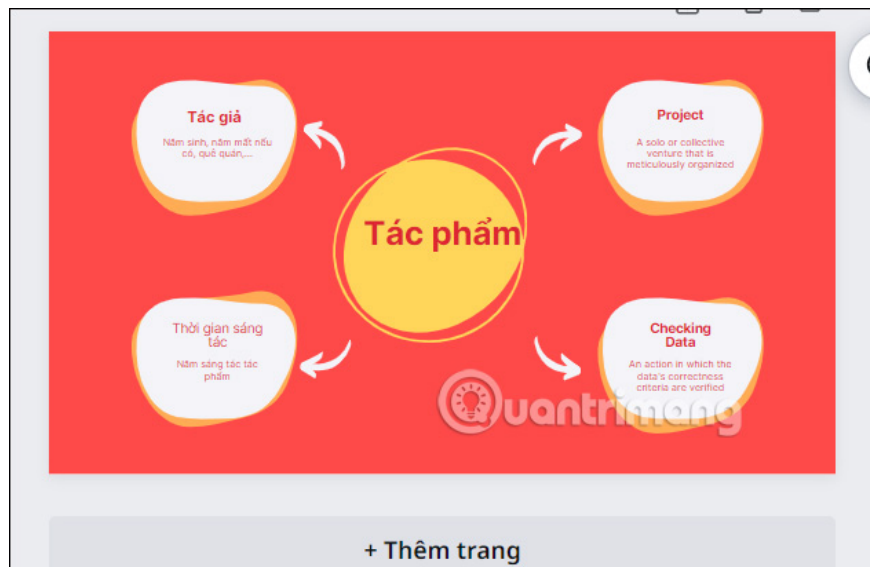 Tác giả
Năm sinh, năm mất nếu
có, quê quán,...
Project
A solo or collective
venture that is
meticulously organized
Tác phẩm
Thời gian sáng
tác
Năm sáng tác tác
phẩm
Checking
Data
An action in which the
data's correctness
criteria are verified
Quantrimang
+ Thêm trang